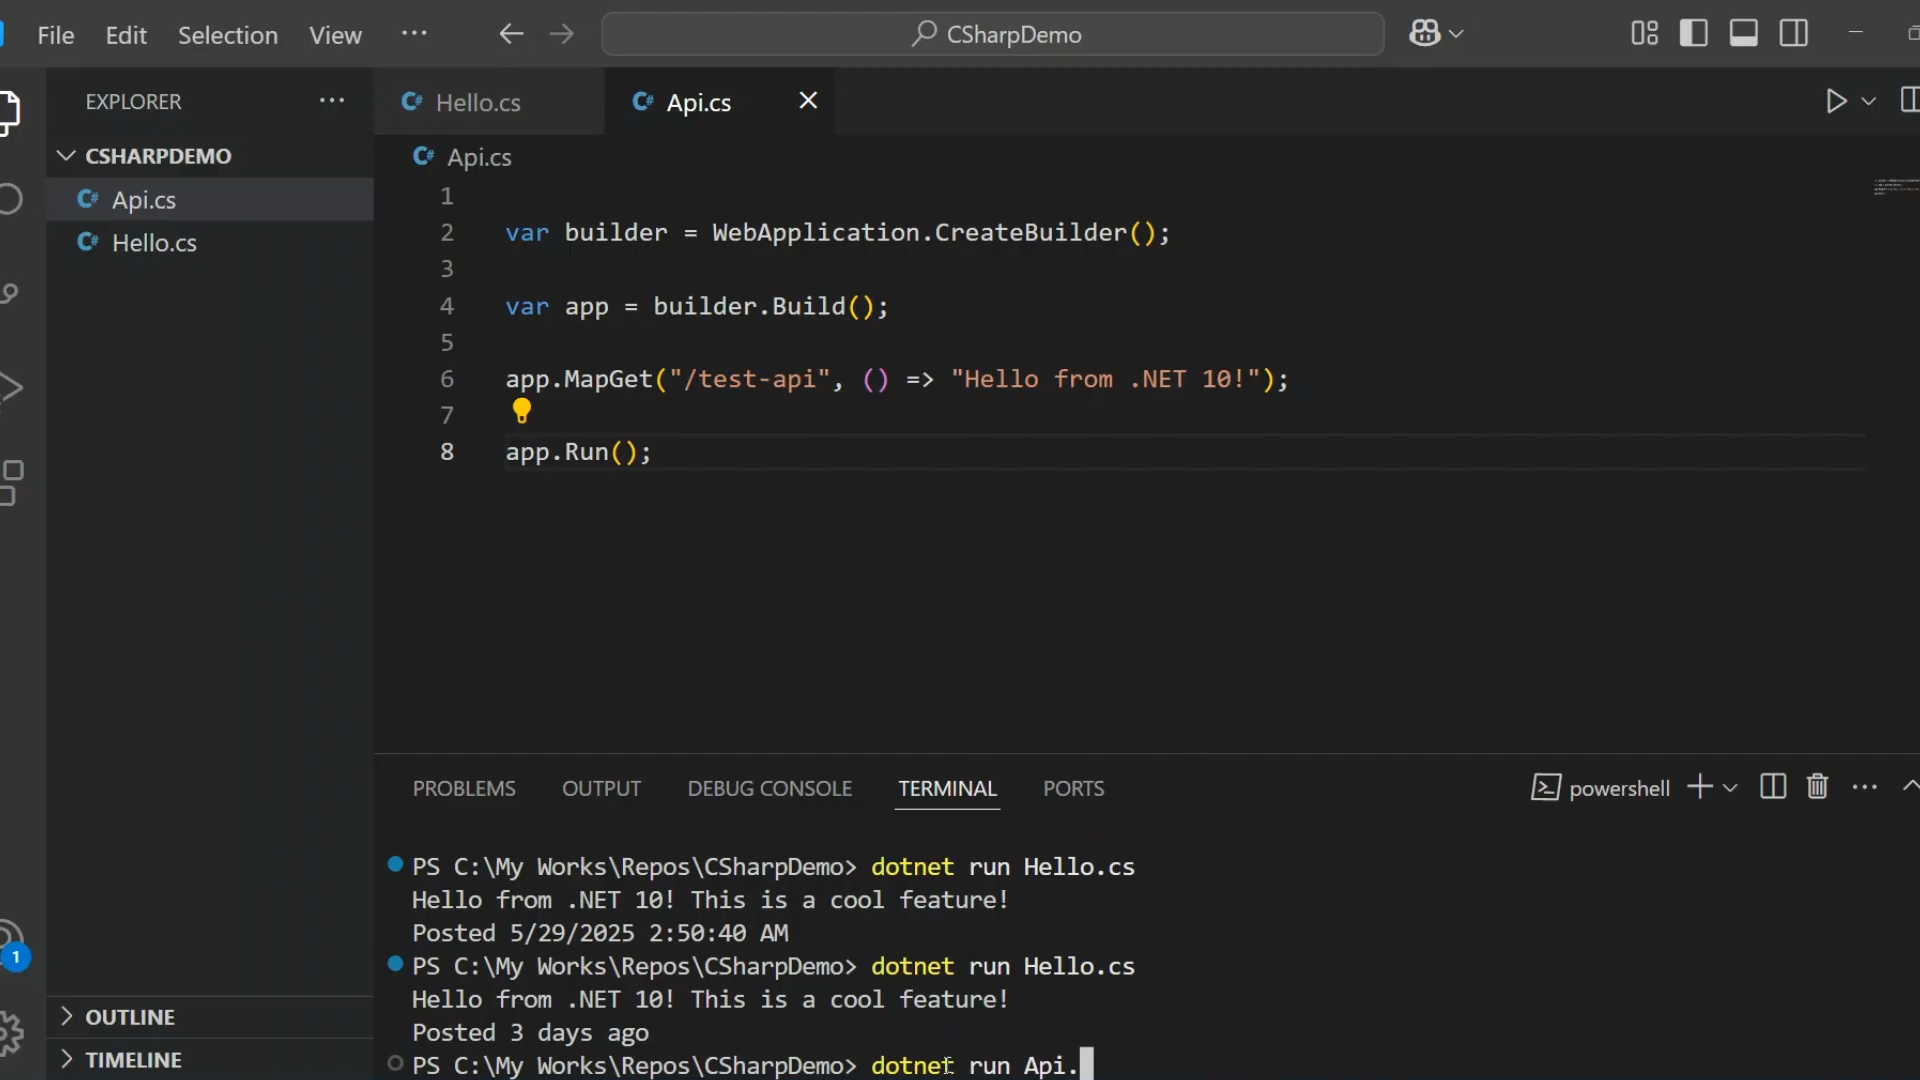 File Edit Selection View ··· CSharpDemo
EXPLORER ···
CSHARPDEMO
Api.cs
Hello.cs
OUTLINE
TIMELINE
1
Hello.cs Api.cs
Api.cs
1
2 var builder = WebApplication.CreateBuilder();
3
4 var app = builder.Build();
5
6 app.MapGet("/test-api", () => "Hello from .NET 10!");
7
8 app.Run();
PROBLEMS OUTPUT DEBUG CONSOLE TERMINAL PORTS powershell
PS C:\My Works\Repos\CSharpDemo> dotnet run Hello.cs
Hello from .NET 10! This is a cool feature!
Posted 5/29/2025 2:50:40 AM
PS C:\My Works\Repos\CSharpDemo> dotnet run Hello.cs
Hello from .NET 10! This is a cool feature!
Posted 3 days ago
PS C:\My Works\Repos\CSharpDemo> dotnet run Api.